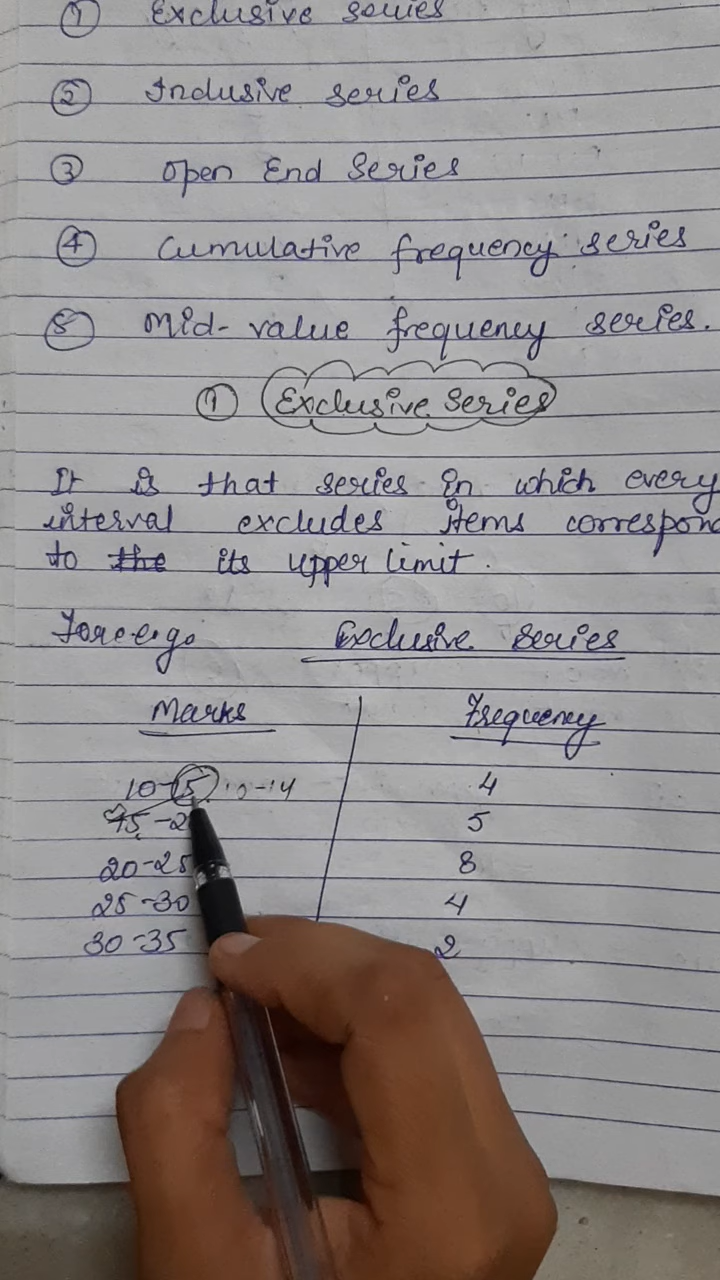 ① Exclusive series
② Inclusive series
③ Open End Series
④ Cumulative frequency series
⑤ Mid-value frequency series.
① Exclusive Series
It is that series in which every
interval excludes items correspond
to the its upper limit.
For e.g. Exclusive Series
Marks Frequency
10-15 10-14 4
15-2 5
20-25 8
25-30 4
30-35 2